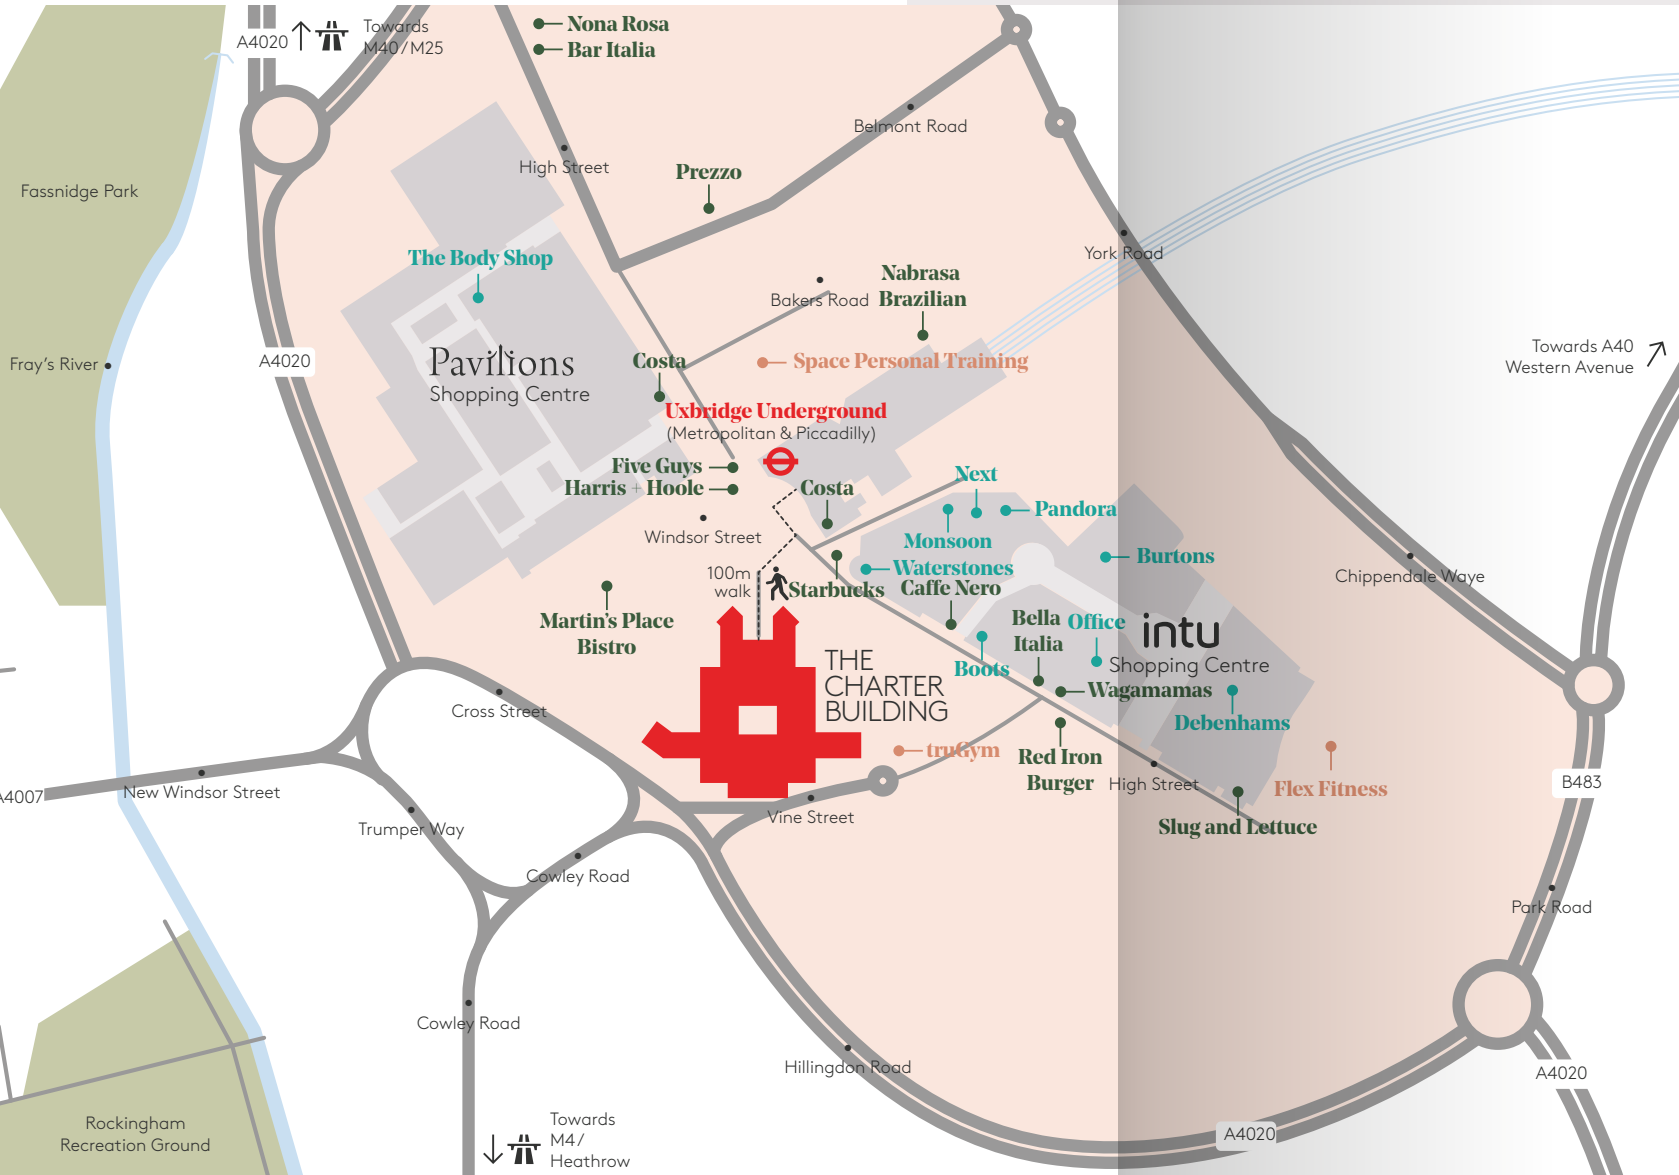 Nona Rosa
Bar Italia
A4020
Towards
M40/M25
Belmont Road
High Street
Prezzo
Fassnidge Park
The Body Shop
York Road
Nabrasa
Brazilian
Bakers Road
Fray's River
A4020
Pavilions
Shopping Centre
Costa
Space Personal Training
Towards A40
Western Avenue
Uxbridge Underground
(Metropolitan & Piccadilly)
Five Guys
Harris + Hoole
Costa
Next
Pandora
Windsor Street
Monsoon
Burtons
Waterstones
100m
walk
Starbucks
Caffe Nero
Chippendale Waye
Martin's Place
Bistro
Bella
Italia
Office
intu
Shopping Centre
Boots
THE
CHARTER
BUILDING
Wagamamas
Debenhams
Cross Street
truGym
Red Iron
Burger
High Street
Flex Fitness
B483
A4007
New Windsor Street
Vine Street
Slug and Lettuce
Trumper Way
Cowley Road
Park Road
Cowley Road
Hillingdon Road
A4020
Rockingham
Recreation Ground
Towards
M4/
Heathrow
A4020